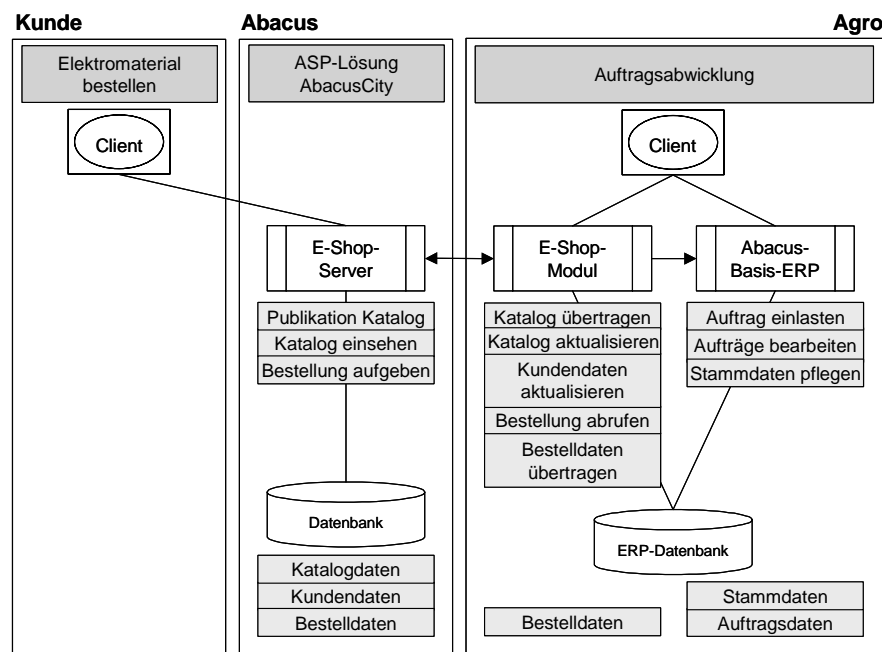 Kunde
Abacus
Agro
Elektromaterial
bestellen
ASP-Lösung
AbacusCity
Auftragsabwicklung
Client
Client
E-Shop-
Server
E-Shop-
Modul
Abacus-
Basis-ERP
Publikation Katalog
Katalog einsehen
Bestellung aufgeben
Katalog übertragen
Katalog aktualisieren
Kundendaten
aktualisieren
Bestellung abrufen
Bestelldaten
übertragen
Auftrag einlasten
Aufträge bearbeiten
Stammdaten pflegen
Datenbank
ERP-Datenbank
Katalogdaten
Kundendaten
Bestelldaten
Bestelldaten
Stammdaten
Auftragsdaten